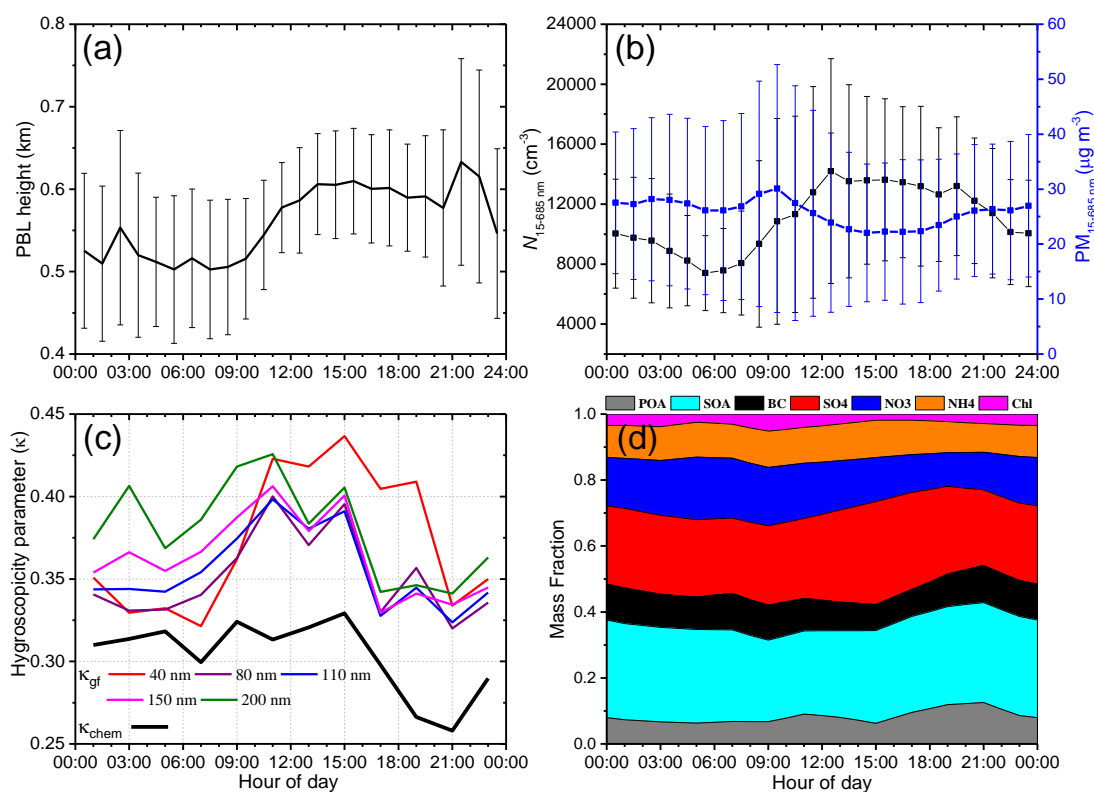 (a)
PBL height (km)
0.8
0.7
0.6
0.5
0.4
00:00 03:00 06:00 09:00 12:00 15:00 18:00 21:00 24:00
(b)
N15-685 nm (cm-3)
24000
20000
16000
12000
8000
4000
60
50
40
30
20
10
0
PM15-685 nm (μg m-3)
00:00 03:00 06:00 09:00 12:00 15:00 18:00 21:00 24:00
(c)
Hygroscopicity parameter (κ)
0.45
0.40
0.35
0.30
0.25
κgf 40 nm 80 nm 110 nm
150 nm 200 nm
κchem
00:00 03:00 06:00 09:00 12:00 15:00 18:00 21:00 00:00
Hour of day
POA SOA BC SO4 NO3 NH4 Chl
(d)
Mass Fraction
1.0
0.8
0.6
0.4
0.2
0.0
00:00 03:00 06:00 09:00 12:00 15:00 18:00 21:00 00:00
Hour of day